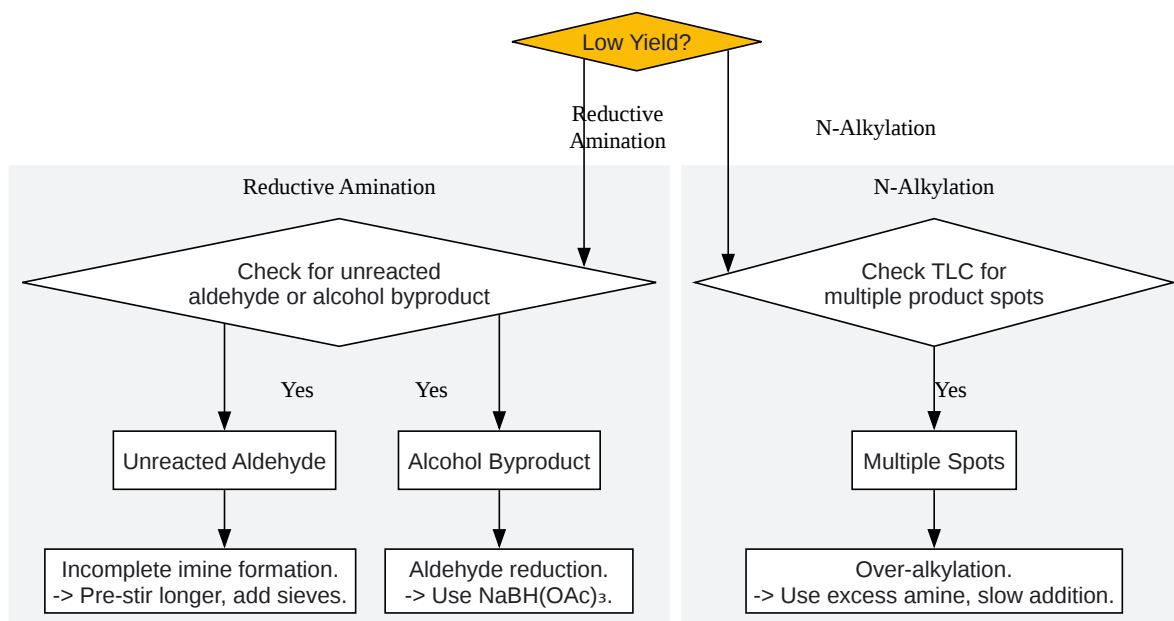 Low Yield?
Reductive
Amination
N-Alkylation
Reductive Amination
N-Alkylation
Check for unreacted
aldehyde or alcohol byproduct
Check TLC for
multiple product spots
Yes
Yes
Yes
Unreacted Aldehyde
Alcohol Byproduct
Multiple Spots
Incomplete imine formation.
-> Pre-stir longer, add sieves.
Aldehyde reduction.
-> Use NaBH(OAc)₃.
Over-alkylation.
-> Use excess amine, slow addition.